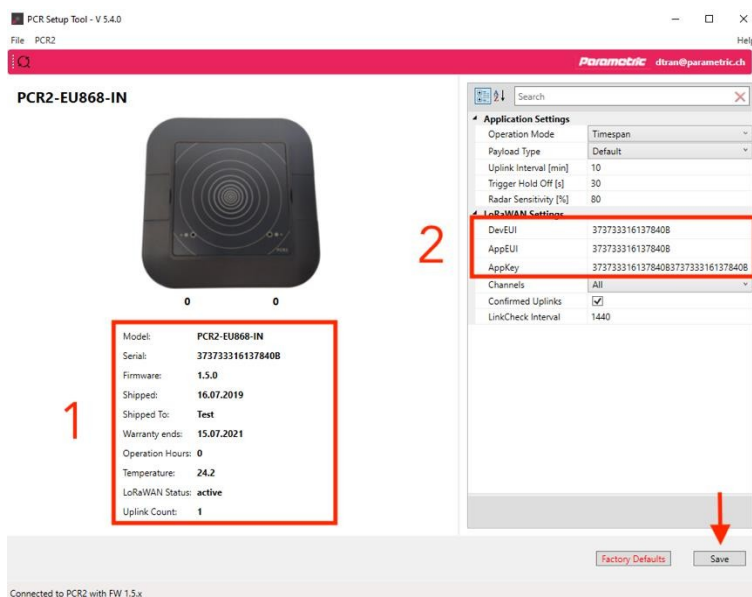 PCR Setup Tool - V 5.4.0
File PCR2 Help
Parametric dtran@parametric.ch
PCR2-EU868-IN
0 0
1
Model: PCR2-EU868-IN
Serial: 373733316137840B
Firmware: 1.5.0
Shipped: 16.07.2019
Shipped To: Test
Warranty ends: 15.07.2021
Operation Hours: 0
Temperature: 24.2
LoRaWAN Status: active
Uplink Count: 1
Search
Application Settings
Operation Mode Timespan
Payload Type Default
Uplink Interval [min] 10
Trigger Hold Off [s] 30
Radar Sensitivity [%] 80
LoRaWAN Settings
2
DevEUI 373733316137840B
AppEUI 373733316137840B
AppKey 373733316137840B373733316137840B
Channels All
Confirmed Uplinks
LinkCheck Interval 1440
Factory Defaults Save
Connected to PCR2 with FW 1.5.x